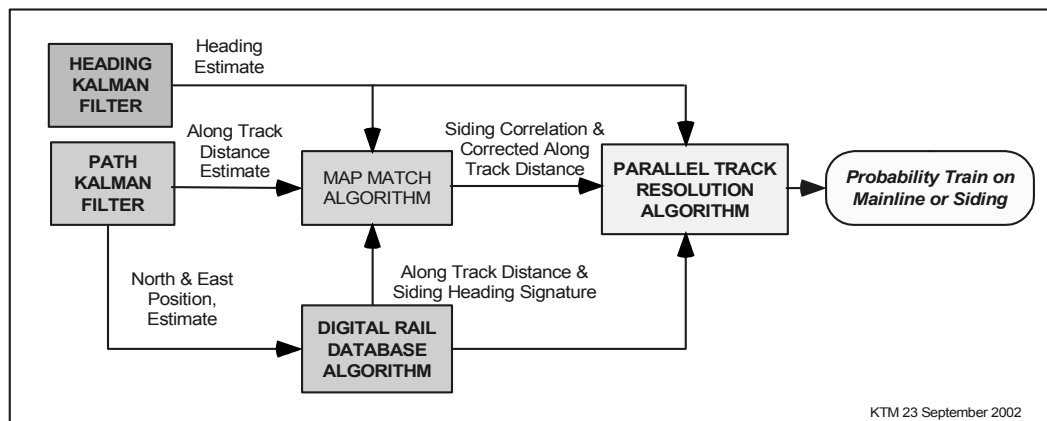 HEADING
KALMAN
FILTER
Heading
Estimate
PATH
KALMAN
FILTER
Along Track
Distance
Estimate
MAP MATCH
ALGORITHM
Siding Correlation &
Corrected Along
Track Distance
PARALLEL TRACK
RESOLUTION
ALGORITHM
Probability Train on
Mainline or Siding
North & East
Position,
Estimate
Along Track Distance &
Siding Heading Signature
DIGITAL RAIL
DATABASE
ALGORITHM
KTM 23 September 2002